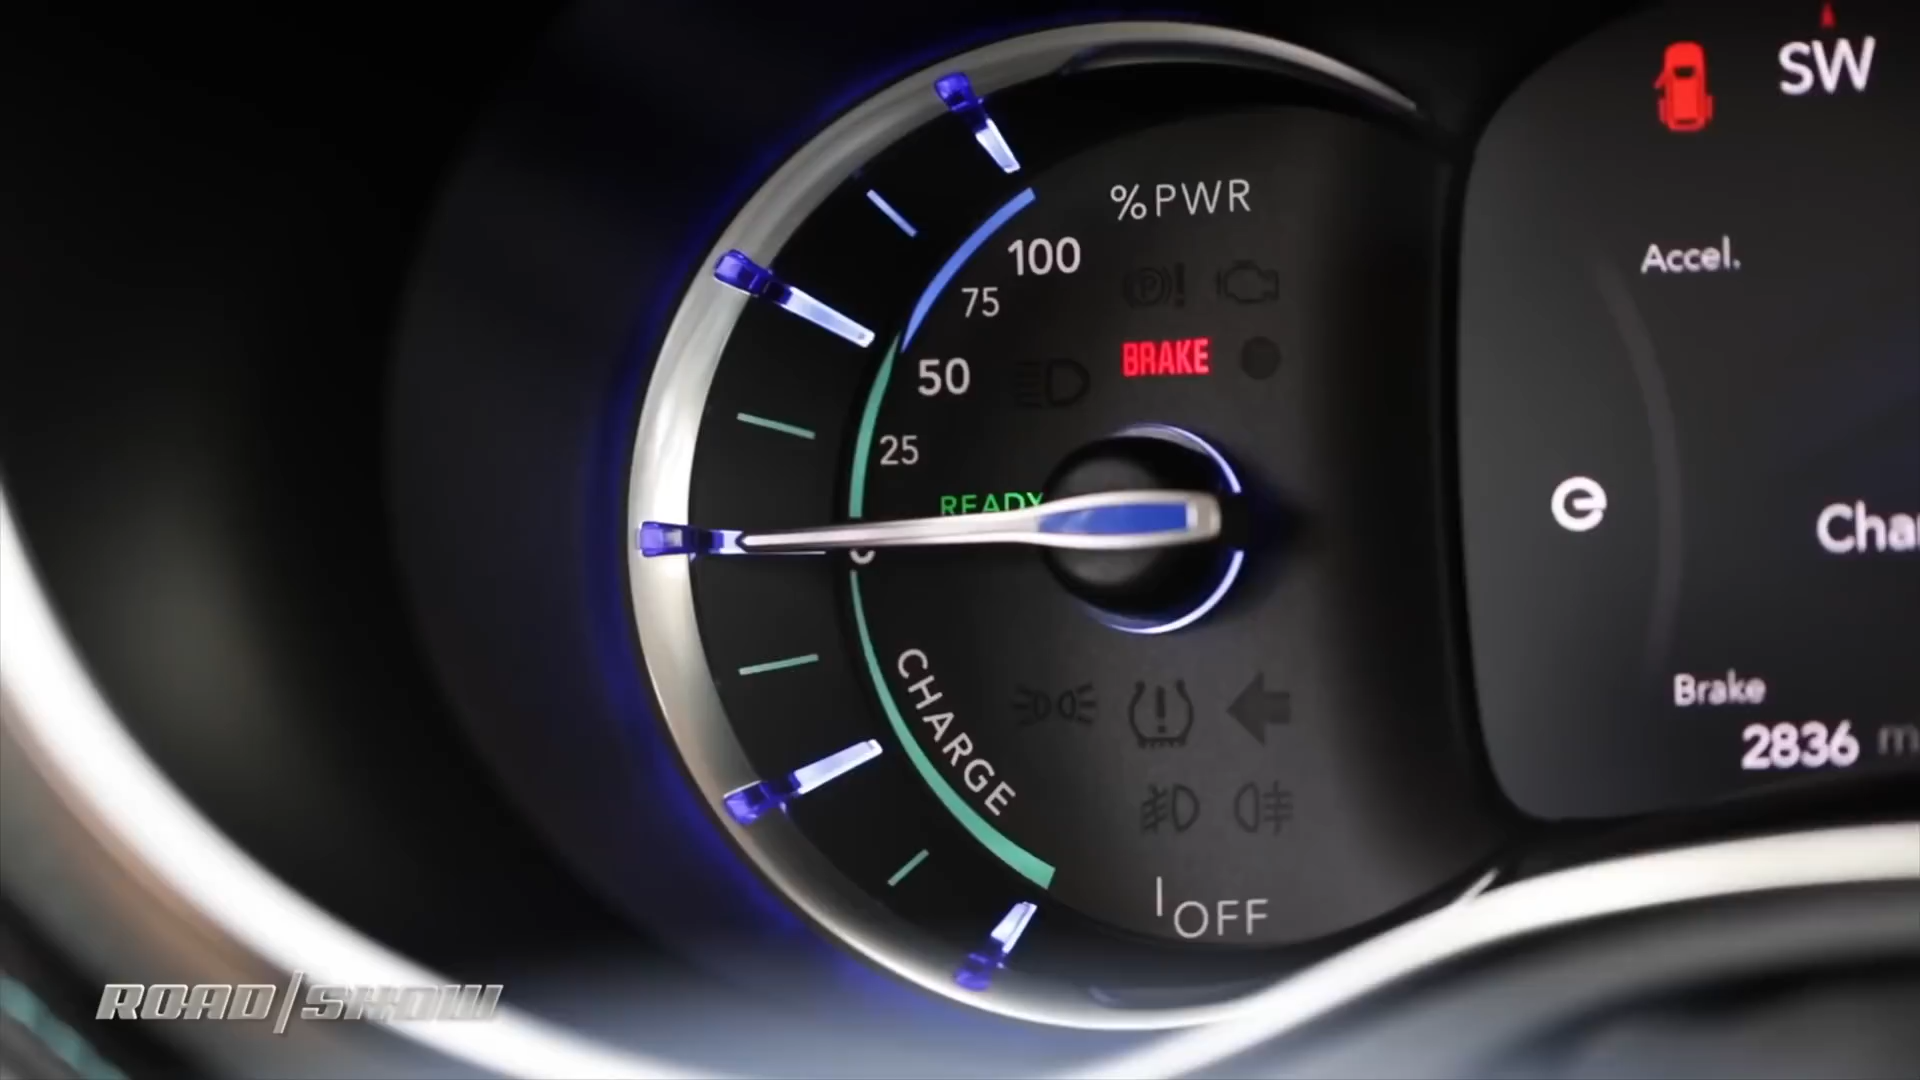 SW
%PWR
100
Accel.
75
BRAKE
50
25
READY
0
CHARGE
Brake
2836
OFF
ROAD/SHOW